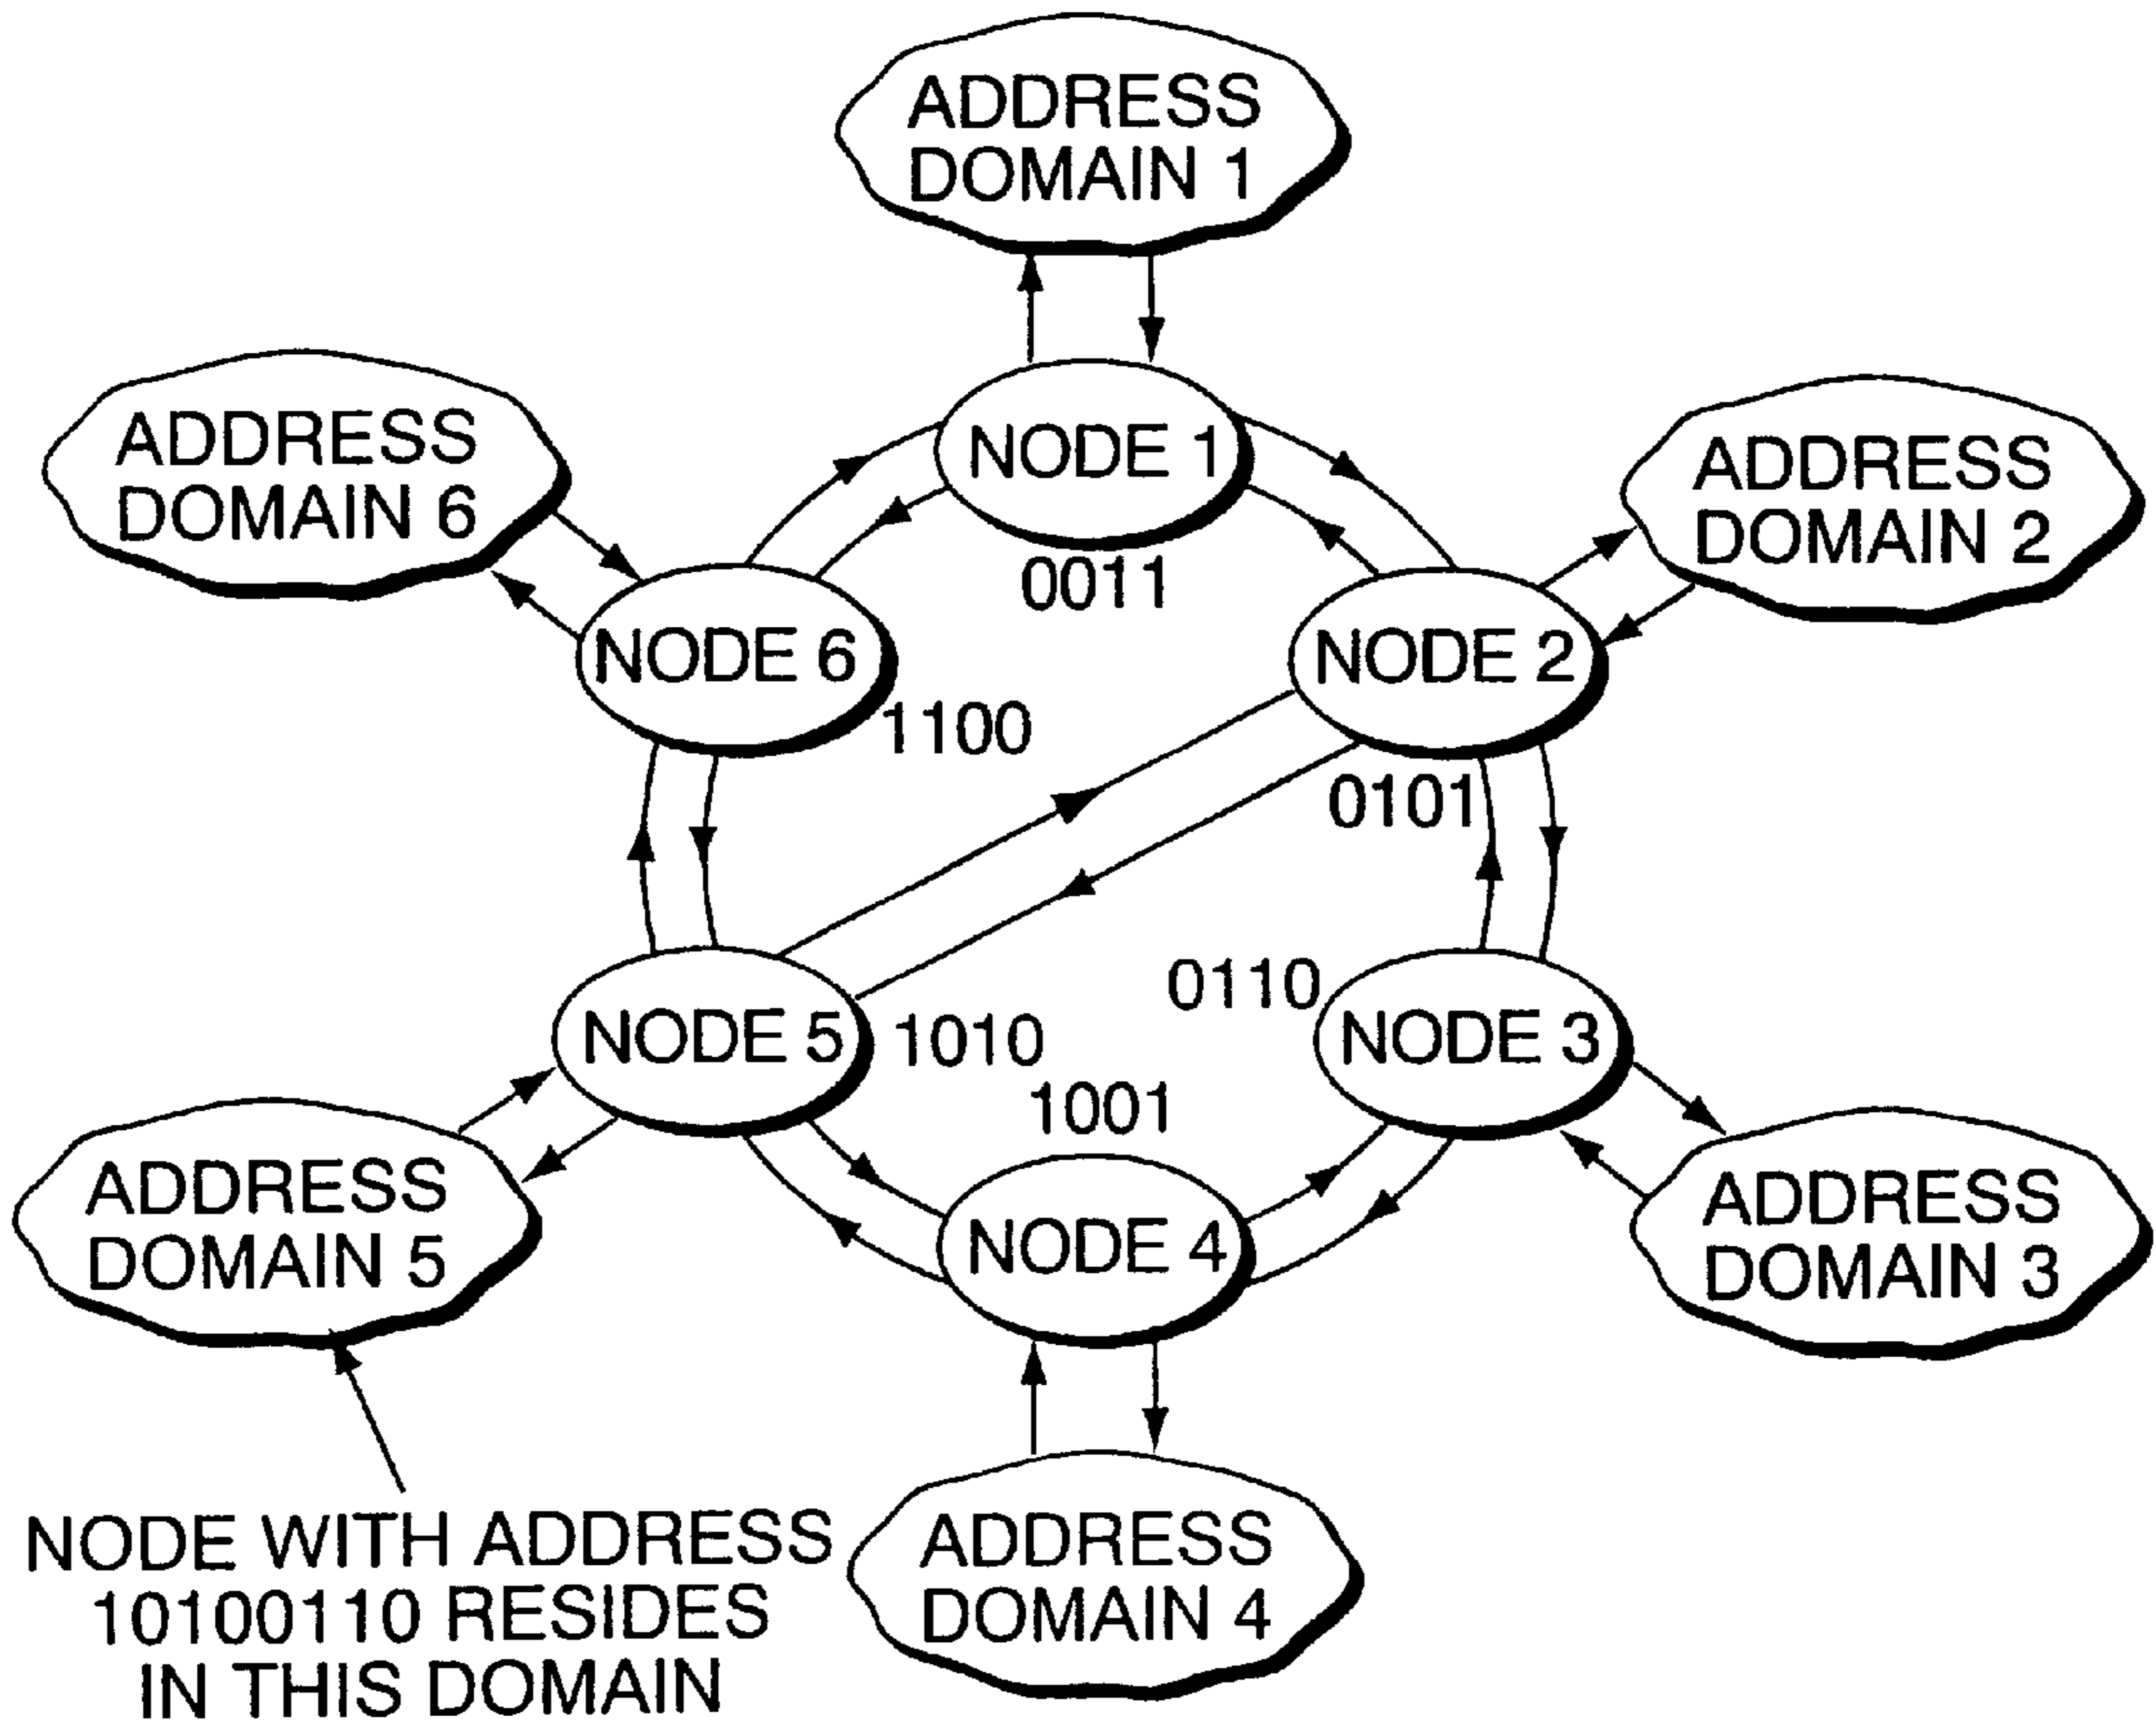 ADDRESS
DOMAIN 1
ADDRESS
DOMAIN 6
NODE 1
ADDRESS
DOMAIN 2
0011
NODE 6
NODE 2
1100
0101
0110
NODE 5
1010
NODE 3
1001
ADDRESS
DOMAIN 5
NODE 4
ADDRESS
DOMAIN 3
NODE WITH ADDRESS
10100110 RESIDES
IN THIS DOMAIN
ADDRESS
DOMAIN 4